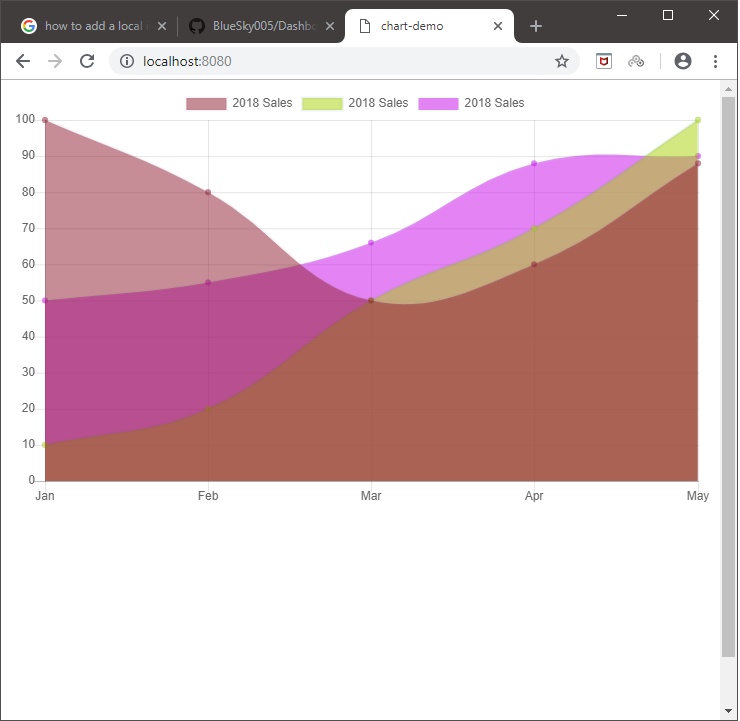 how to add a local
BlueSky005/Dashbo
chart-demo
localhost:8080
2018 Sales 2018 Sales 2018 Sales
100
90
80
70
60
50
40
30
20
10
0
Jan Feb Mar Apr May